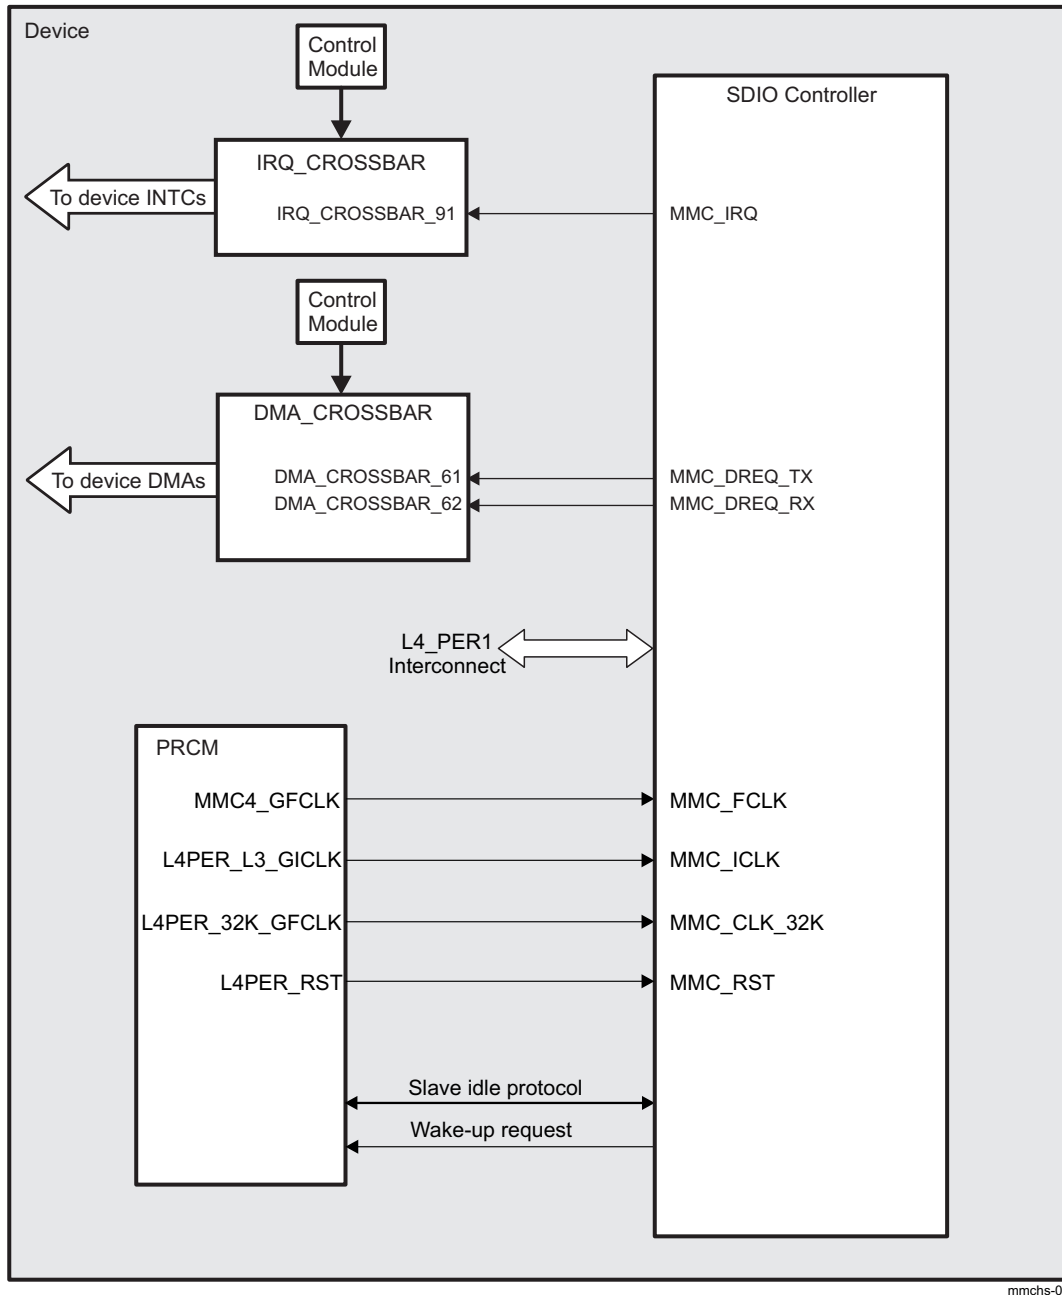 Device
Control
Module
SDIO Controller
IRQ_CROSSBAR
To device INTCs
IRQ_CROSSBAR_91
MMC_IRQ
Control
Module
DMA_CROSSBAR
To device DMAs
DMA_CROSSBAR_61
MMC_DREQ_TX
DMA_CROSSBAR_62
MMC_DREQ_RX
L4_PER1
Interconnect
PRCM
MMC4_GFCLK
MMC_FCLK
L4PER_L3_GICLK
MMC_ICLK
L4PER_32K_GFCLK
MMC_CLK_32K
L4PER_RST
MMC_RST
Slave idle protocol
Wake-up request
mmchs-0